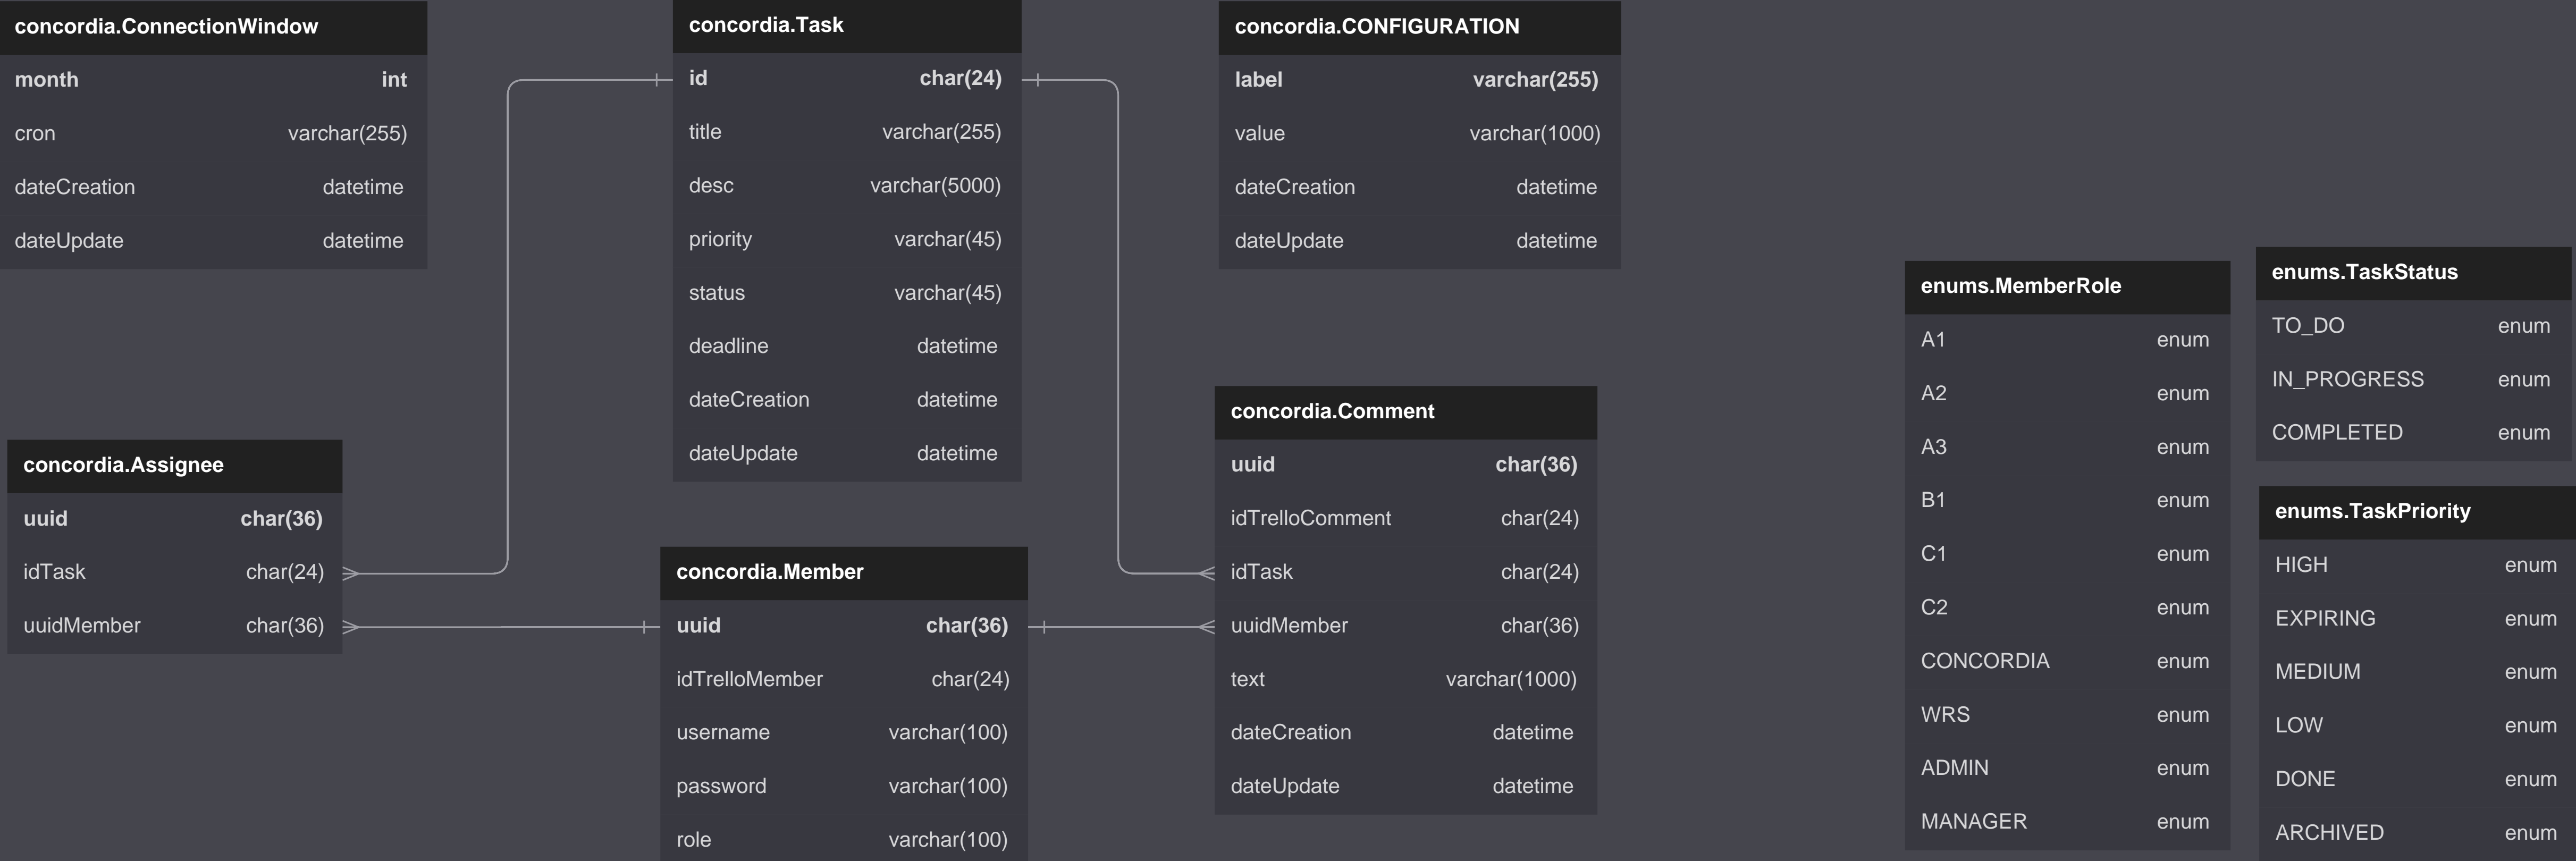 concordia.ConnectionWindow
month int
cron varchar(255)
dateCreation datetime
dateUpdate datetime
concordia.Task
id char(24)
title varchar(255)
desc varchar(5000)
priority varchar(45)
status varchar(45)
deadline datetime
dateCreation datetime
dateUpdate datetime
concordia.CONFIGURATION
label varchar(255)
value varchar(1000)
dateCreation datetime
dateUpdate datetime
concordia.Assignee
uuid char(36)
idTask char(24)
uuidMember char(36)
concordia.Member
uuid char(36)
idTrelloMember char(24)
username varchar(100)
password varchar(100)
role varchar(100)
concordia.Comment
uuid char(36)
idTrelloComment char(24)
idTask char(24)
uuidMember char(36)
text varchar(1000)
dateCreation datetime
dateUpdate datetime
enums.MemberRole
A1 enum
A2 enum
A3 enum
B1 enum
C1 enum
C2 enum
CONCORDIA enum
WRS enum
ADMIN enum
MANAGER enum
enums.TaskStatus
TO_DO enum
IN_PROGRESS enum
COMPLETED enum
enums.TaskPriority
HIGH enum
EXPIRING enum
MEDIUM enum
LOW enum
DONE enum
ARCHIVED enum